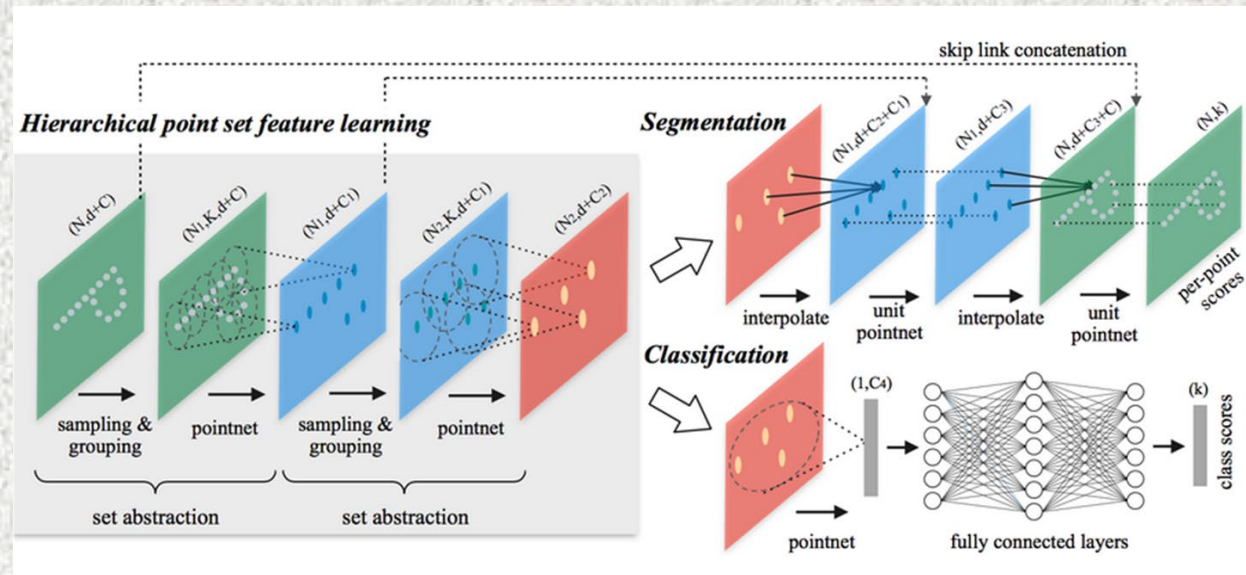 skip link concatenation
Hierarchical point set feature learning
Segmentation
(N,d+C)
(N1,K,d+C)
(N1,d+C1)
(N2,K,d+C1)
(N2,d+C2)
(N1,d+C2+C1)
(N1,d+C3)
(N,d+C3+C)
(N,k)
per-point
scores
interpolate
unit
pointnet
interpolate
unit
pointnet
sampling &
grouping
pointnet
sampling &
grouping
pointnet
set abstraction
set abstraction
Classification
(1,C4)
(k)
class scores
pointnet
fully connected layers